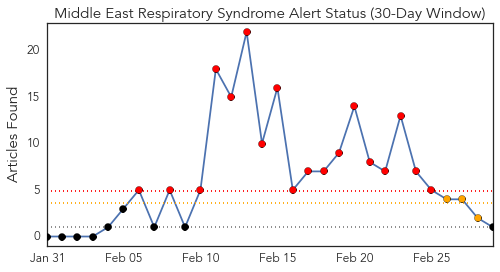 Middle East Respiratory Syndrome Alert Status (30-Day Window)
Articles Found
20
15
10
5
0
Jan 31 Feb 05 Feb 10 Feb 15 Feb 20 Feb 25